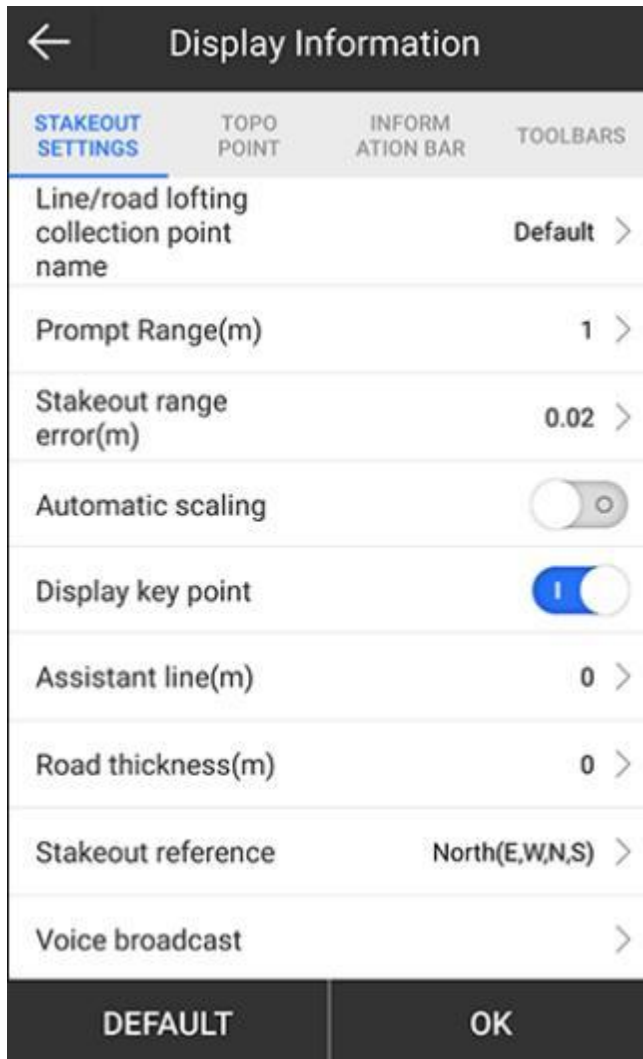 Display Information
STAKEOUT SETTINGS
TOPO POINT
INFORM ATION BAR
TOOLBARS
Line/road lofting
collection point
name
Default
Prompt Range(m)
1
Stakeout range
error(m)
0.02
Automatic scaling
Display key point
Assistant line(m)
0
Road thickness(m)
0
Stakeout reference
North(E,W,N,S)
Voice broadcast
DEFAULT
OK